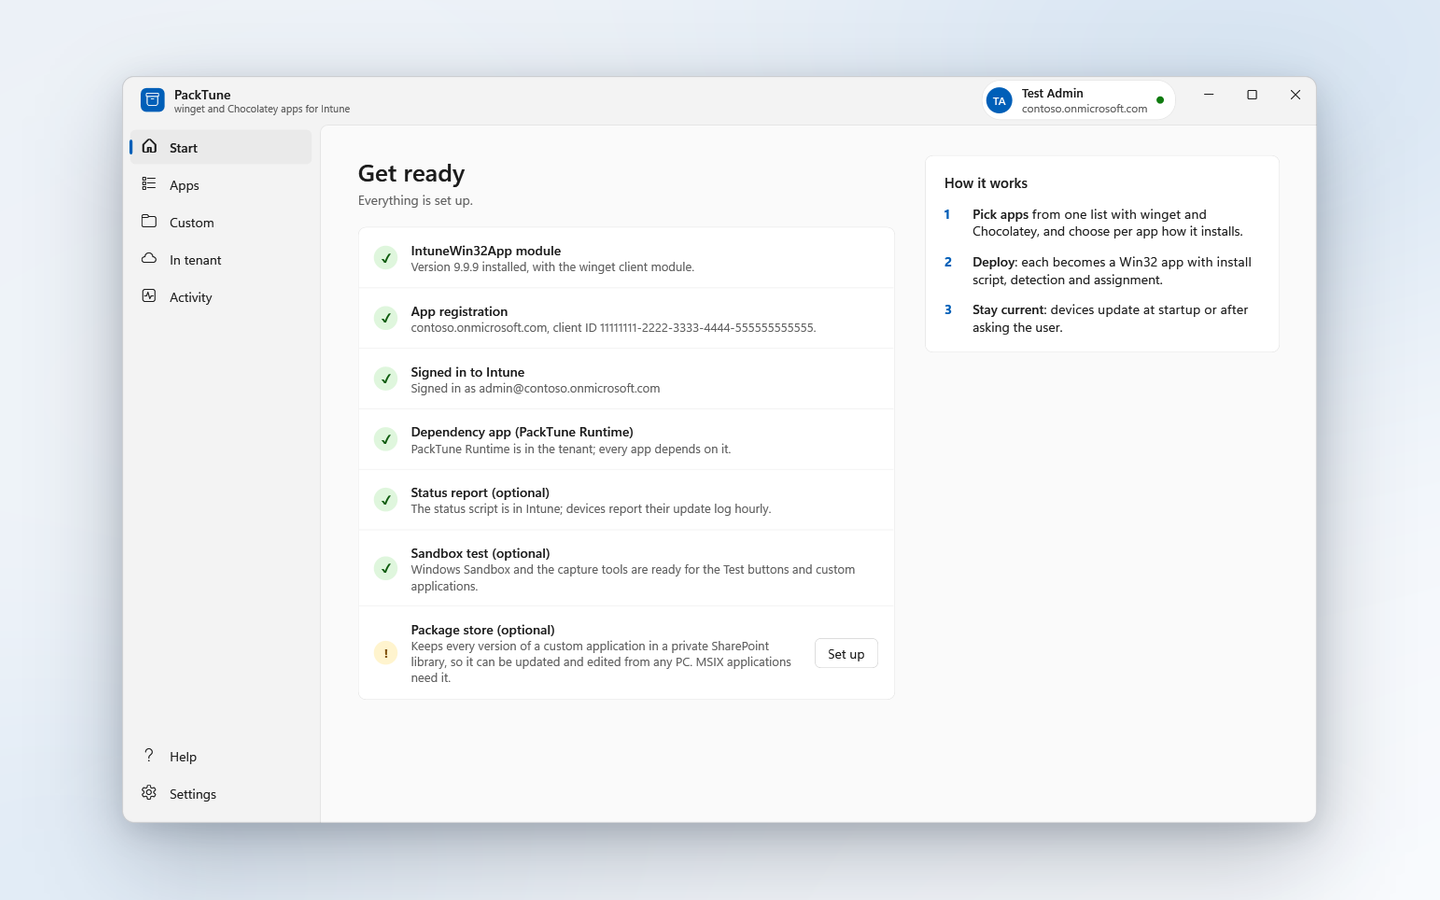 PackTune
winget and Chocolatey apps for Intune
TA
Test Admin
contoso.onmicrosoft.com
Start
Apps
Custom
In tenant
Activity
Help
Settings
Get ready
Everything is set up.
IntuneWin32App module
Version 9.9.9 installed, with the winget client module.
App registration
contoso.onmicrosoft.com, client ID 11111111-2222-3333-4444-555555555555.
Signed in to Intune
Signed in as admin@contoso.onmicrosoft.com
Dependency app (PackTune Runtime)
PackTune Runtime is in the tenant; every app depends on it.
Status report (optional)
The status script is in Intune; devices report their update log hourly.
Sandbox test (optional)
Windows Sandbox and the capture tools are ready for the Test buttons and custom
applications.
Package store (optional)
Keeps every version of a custom application in a private SharePoint
library, so it can be updated and edited from any PC. MSIX applications
need it.
Set up
How it works
1 Pick apps from one list with winget and
Chocolatey, and choose per app how it installs.
2 Deploy: each becomes a Win32 app with install
script, detection and assignment.
3 Stay current: devices update at startup or after
asking the user.